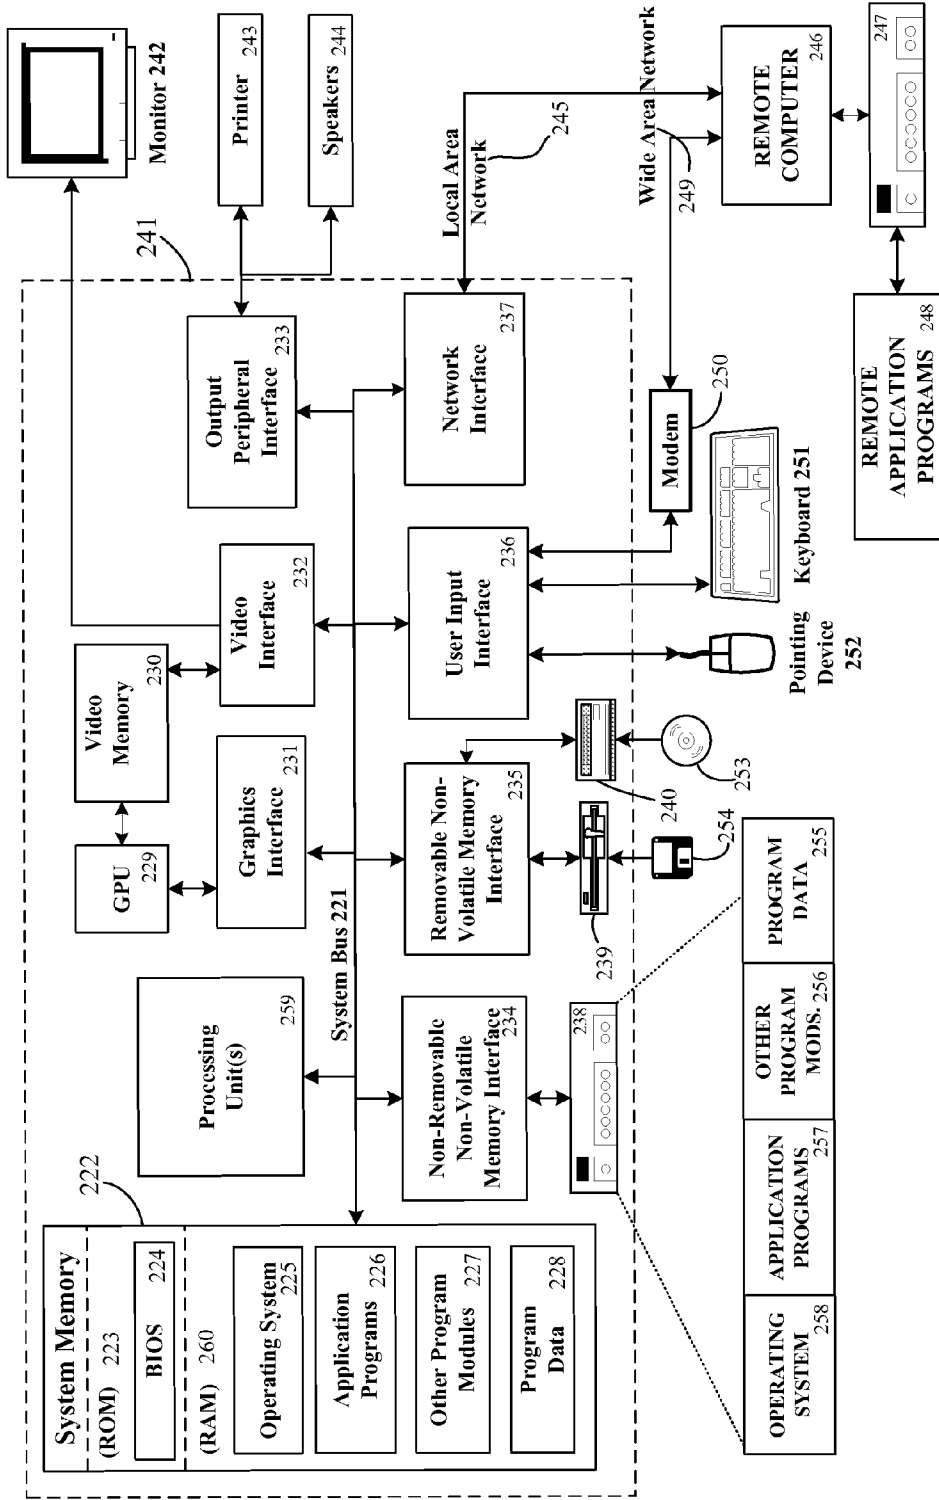 System Memory
222
(ROM) 223
BIOS
224
(RAM) 260
Operating System
225
Application
Programs
226
Other Program
Modules
227
Program
Data
228
Processing
Unit(s)
259
GPU
229
Video
Memory
230
Graphics
Interface
231
Video
Interface
232
Output
Peripheral
Interface
233
241
Monitor 242
Printer
243
Speakers
244
System Bus 221
Non-Removable
Non-Volatile
Memory Interface
234
Removable Non-
Volatile Memory
Interface
235
User Input
Interface
236
Network
Interface
237
Local Area
Network
245
238
239
240
254
253
Pointing
Device
252
Keyboard 251
Modem
250
Wide Area Network
249
REMOTE
COMPUTER
246
247
REMOTE
APPLICATION
PROGRAMS
248
OPERATING
SYSTEM
258
APPLICATION
PROGRAMS
257
OTHER
PROGRAM
MODS.
256
PROGRAM
DATA
255